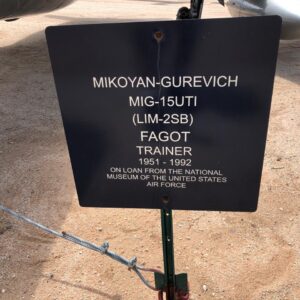 MIKOYAN-GUREVICH
MIG-15UTI
(LIM-2SB)
FAGOT
TRAINER
1951 - 1992
ON LOAN FROM THE NATIONAL
MUSEUM OF THE UNITED STATES
AIR FORCE